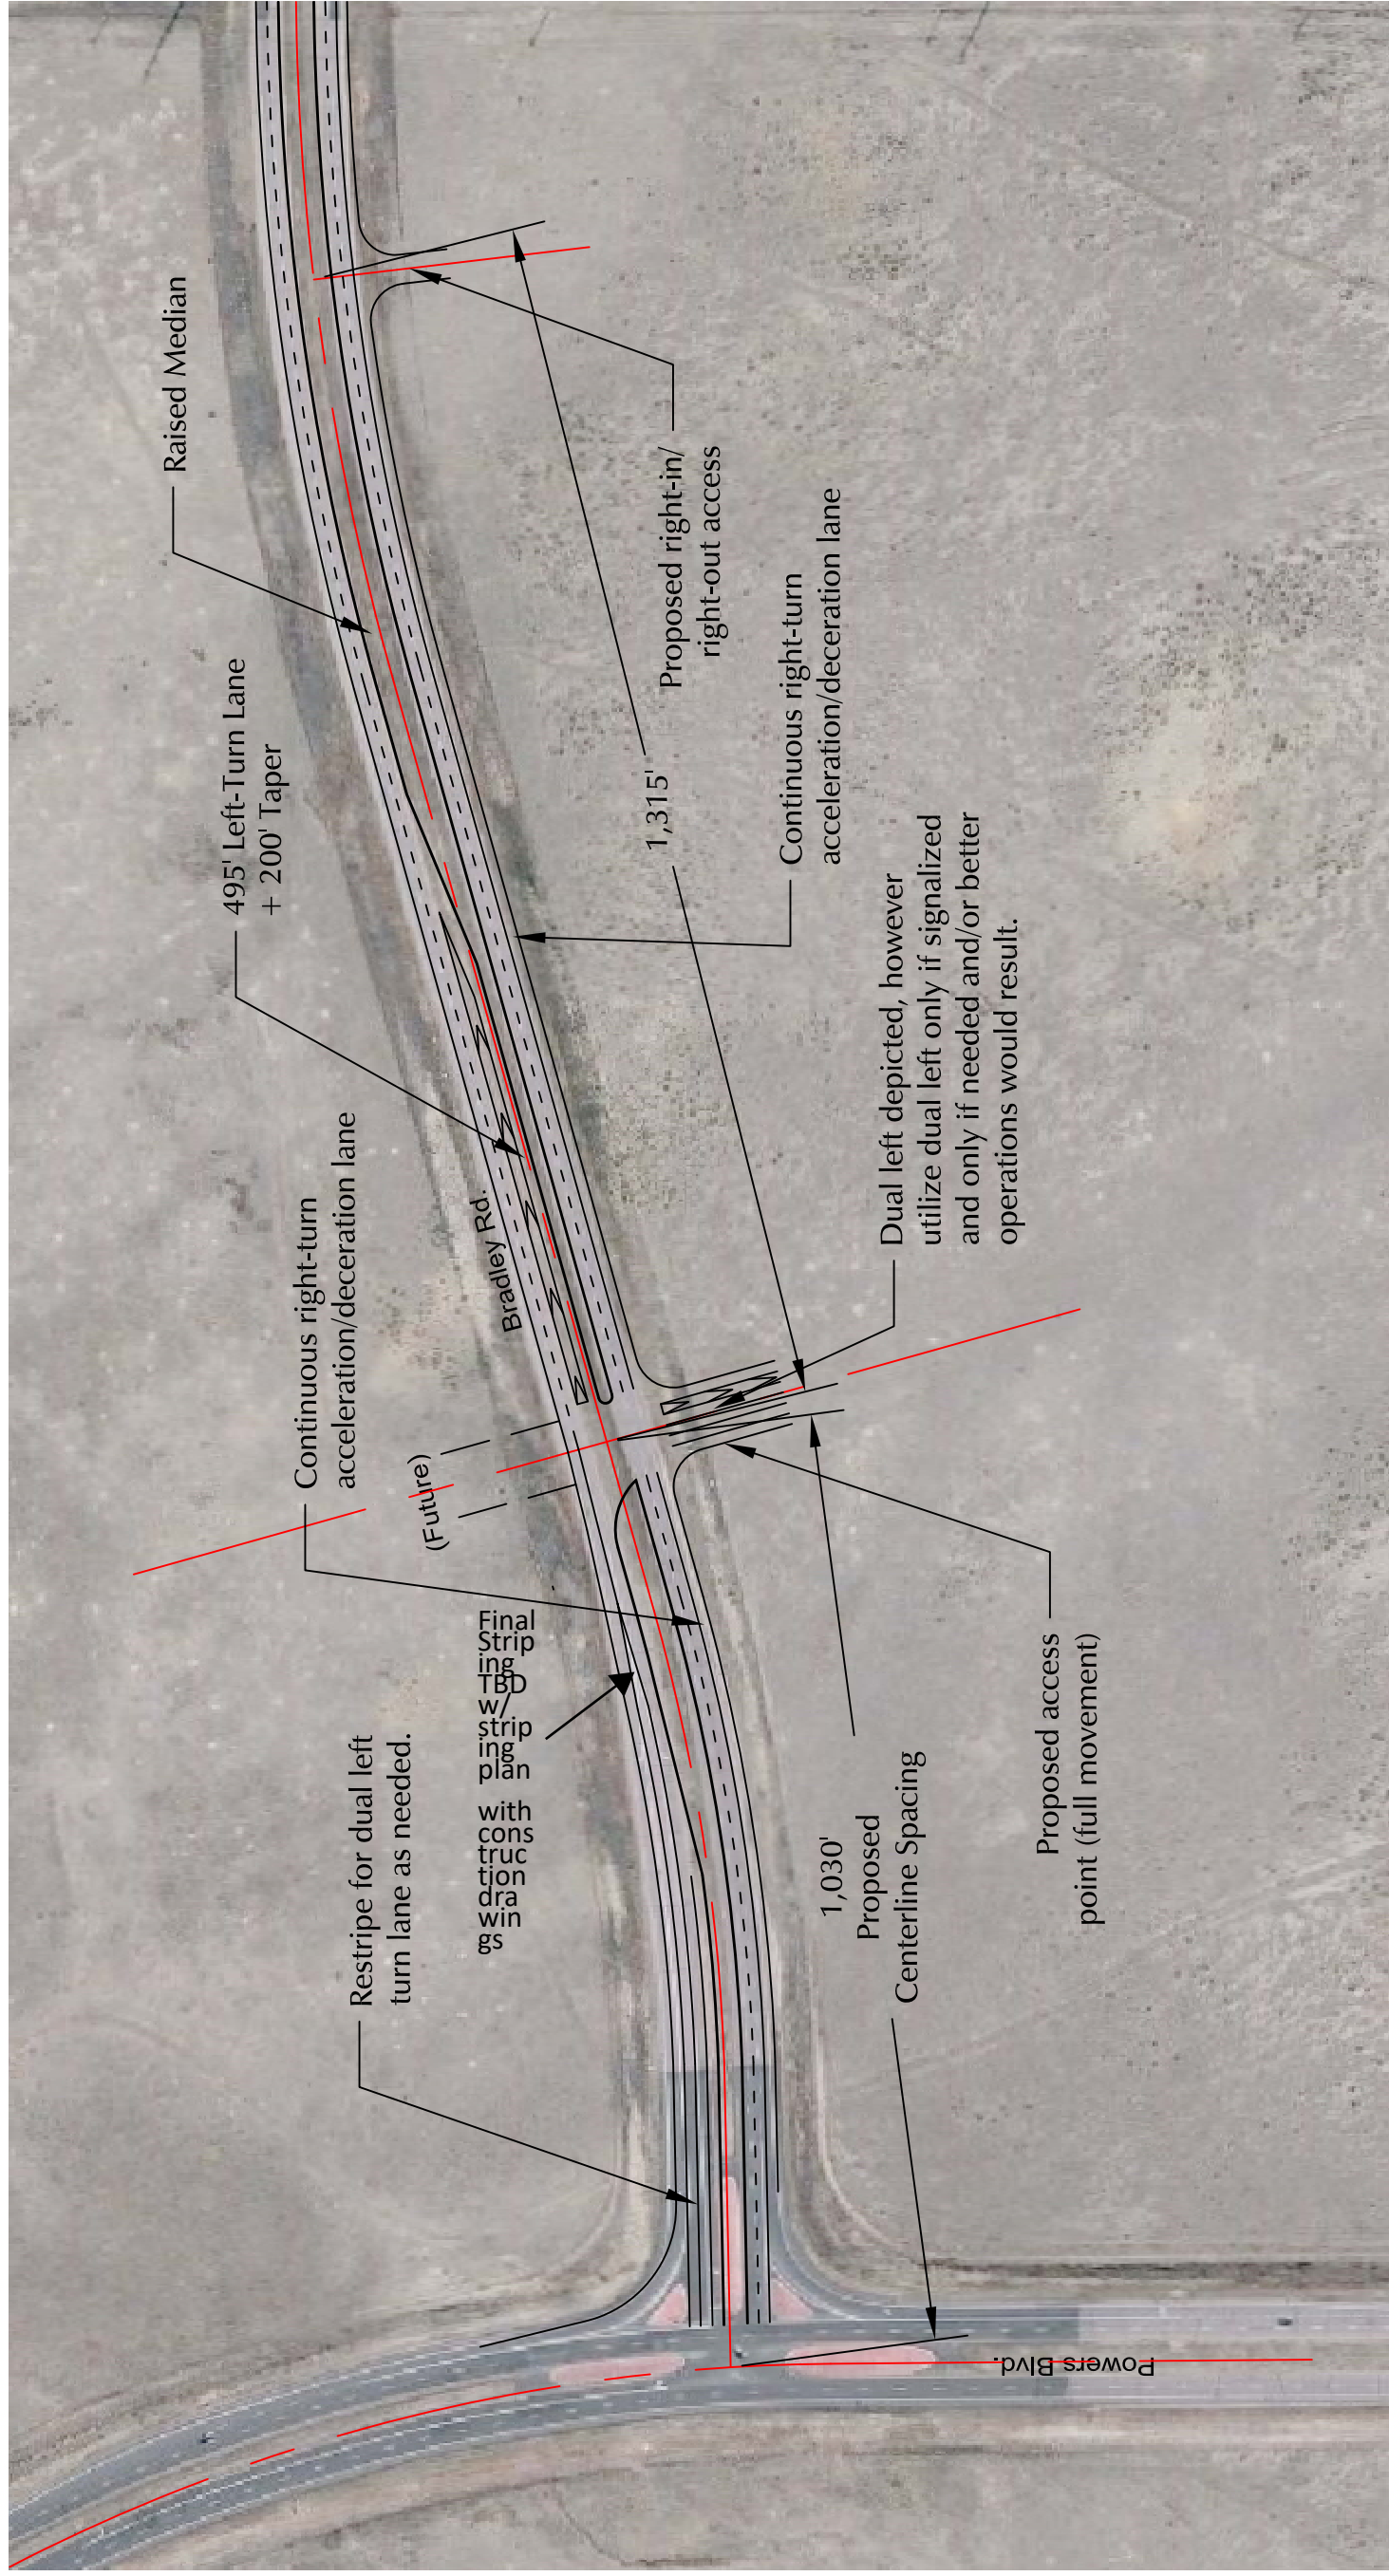 Raised Median
495' Left-Turn Lane
+ 200' Taper
Continuous right-turn
acceleration/deceration lane
Restripe for dual left
turn lane as needed.
Final
Strip
ing
TBD
w/
strip
ing
plan
with
cons
truc
tion
dra
win
gs
(Future)
Bradley Rd.
Proposed right-in/
right-out access
1,315'
Continuous right-turn
acceleration/deceration lane
Dual left depicted, however
utilize dual left only if signalized
and only if needed and/or better
operations would result.
1,030'
Proposed
Centerline Spacing
Proposed access
point (full movement)
Powers Blvd.